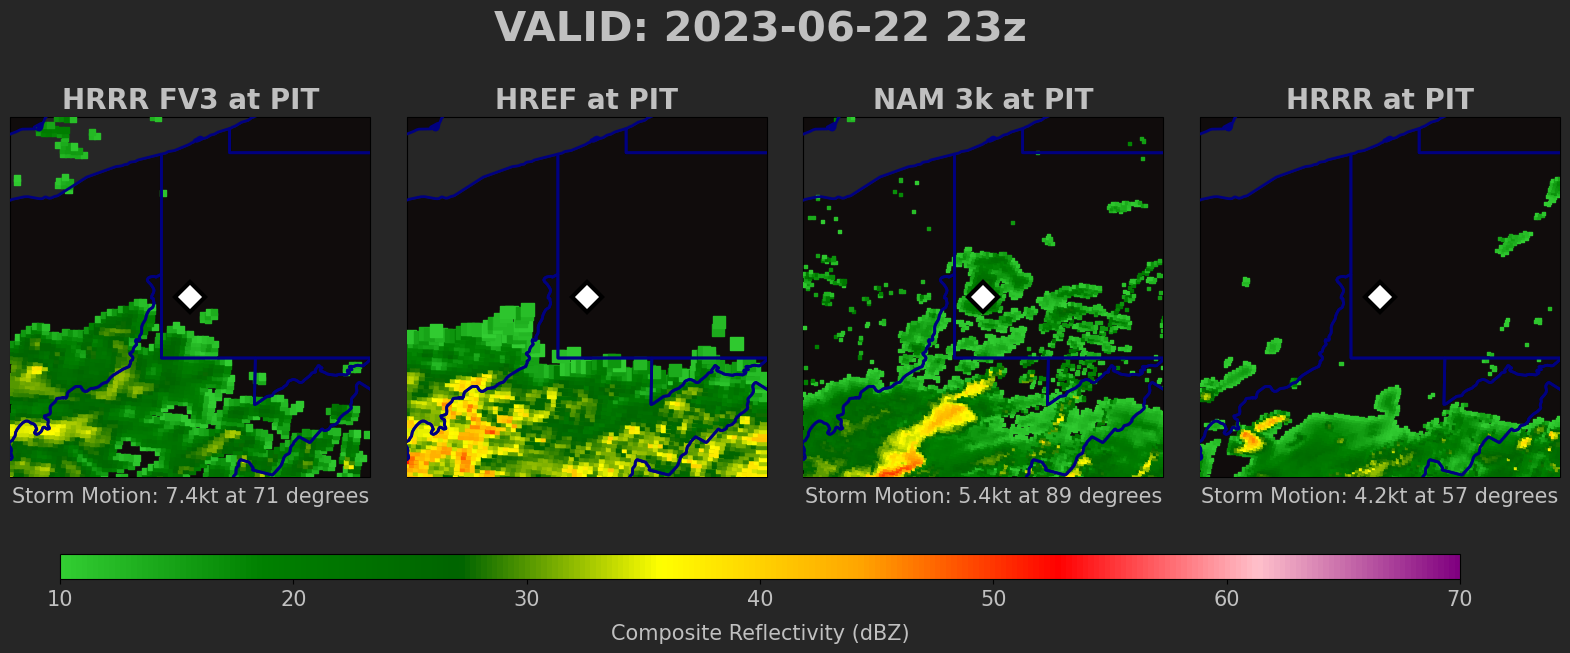 VALID: 2023-06-22 23z
HRRR FV3 at PIT
HREF at PIT
NAM 3k at PIT
HRRR at PIT
Storm Motion: 7.4kt at 71 degrees
Storm Motion: 5.4kt at 89 degrees
Storm Motion: 4.2kt at 57 degrees
10 20 30 40 50 60 70
Composite Reflectivity (dBZ)